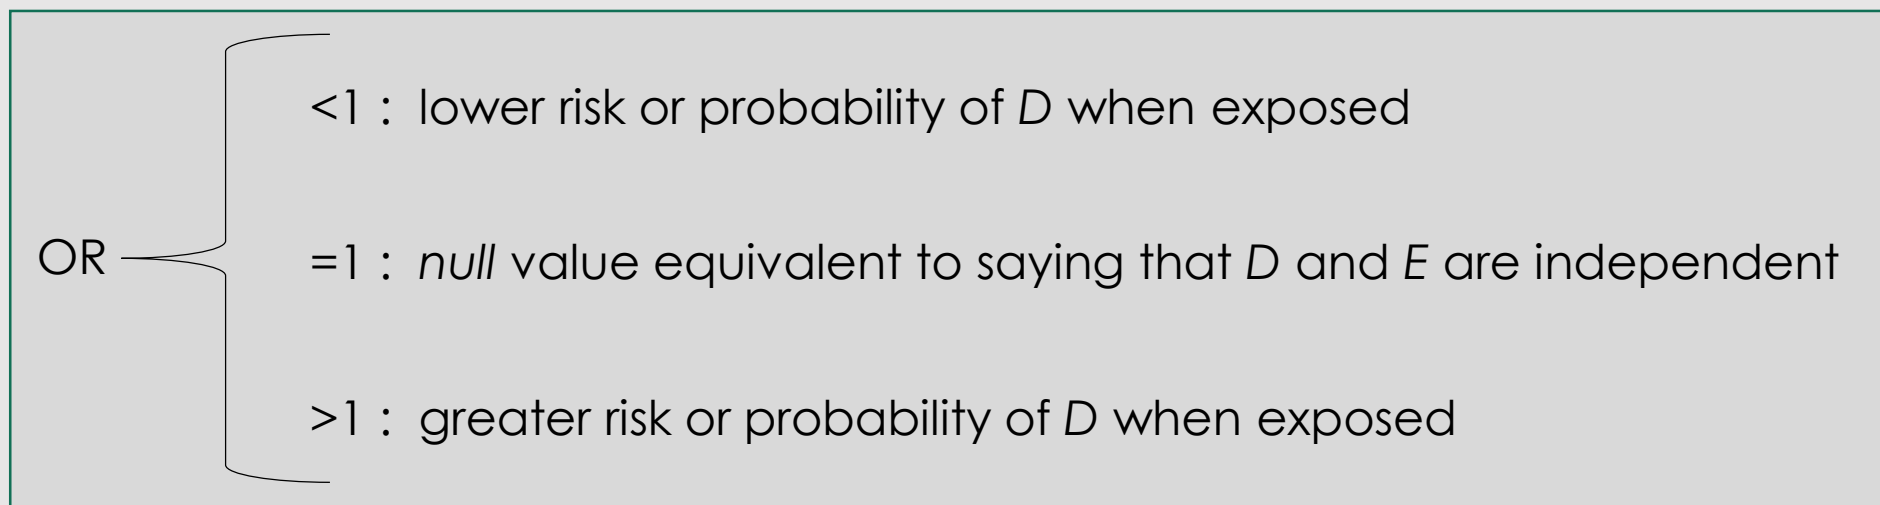 <1 : lower risk or probability of D when exposed
OR =1 : null value equivalent to saying that D and E are independent
>1 : greater risk or probability of D when exposed